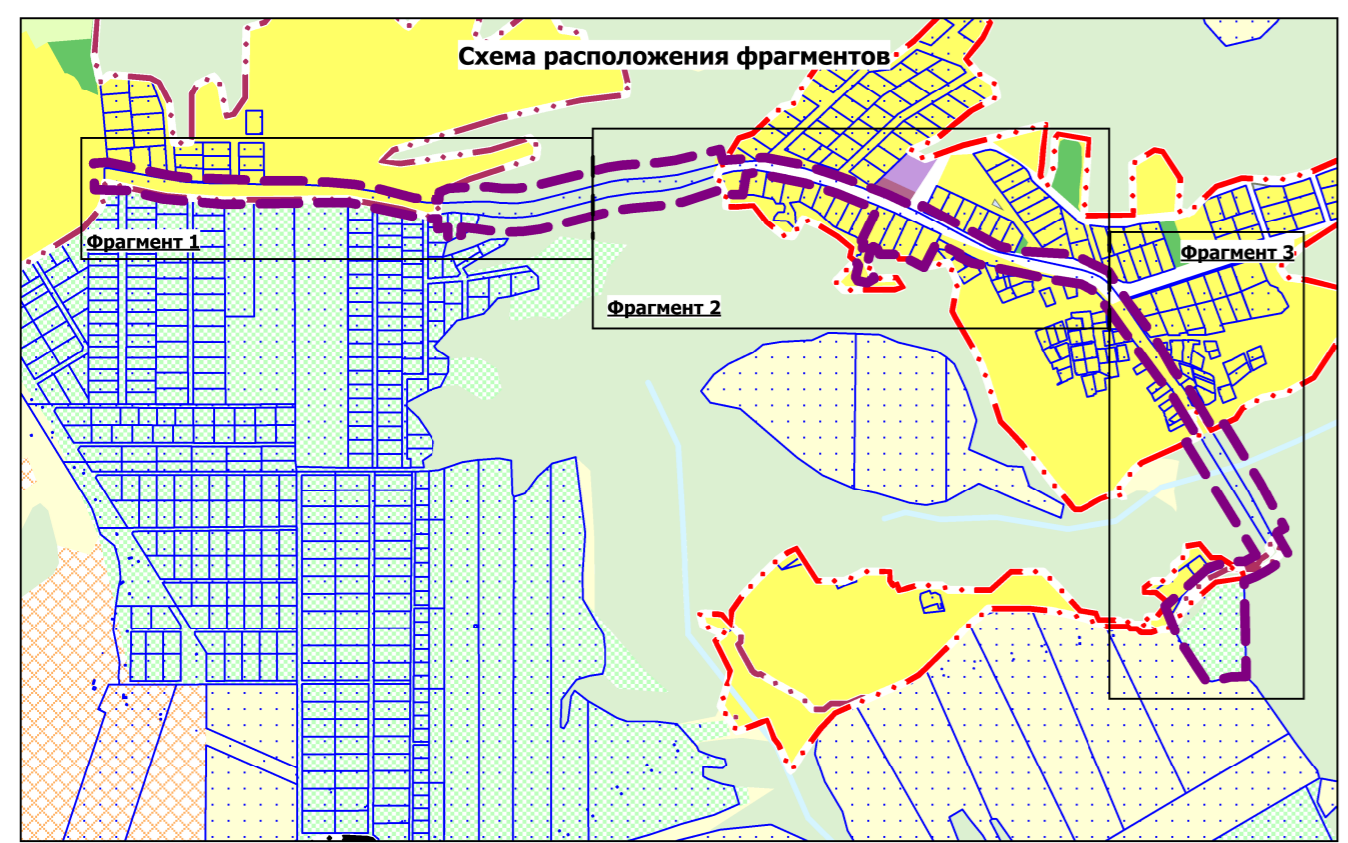 Схема расположения фрагментов
Фрагмент 1
Фрагмент 2
Фрагмент 3